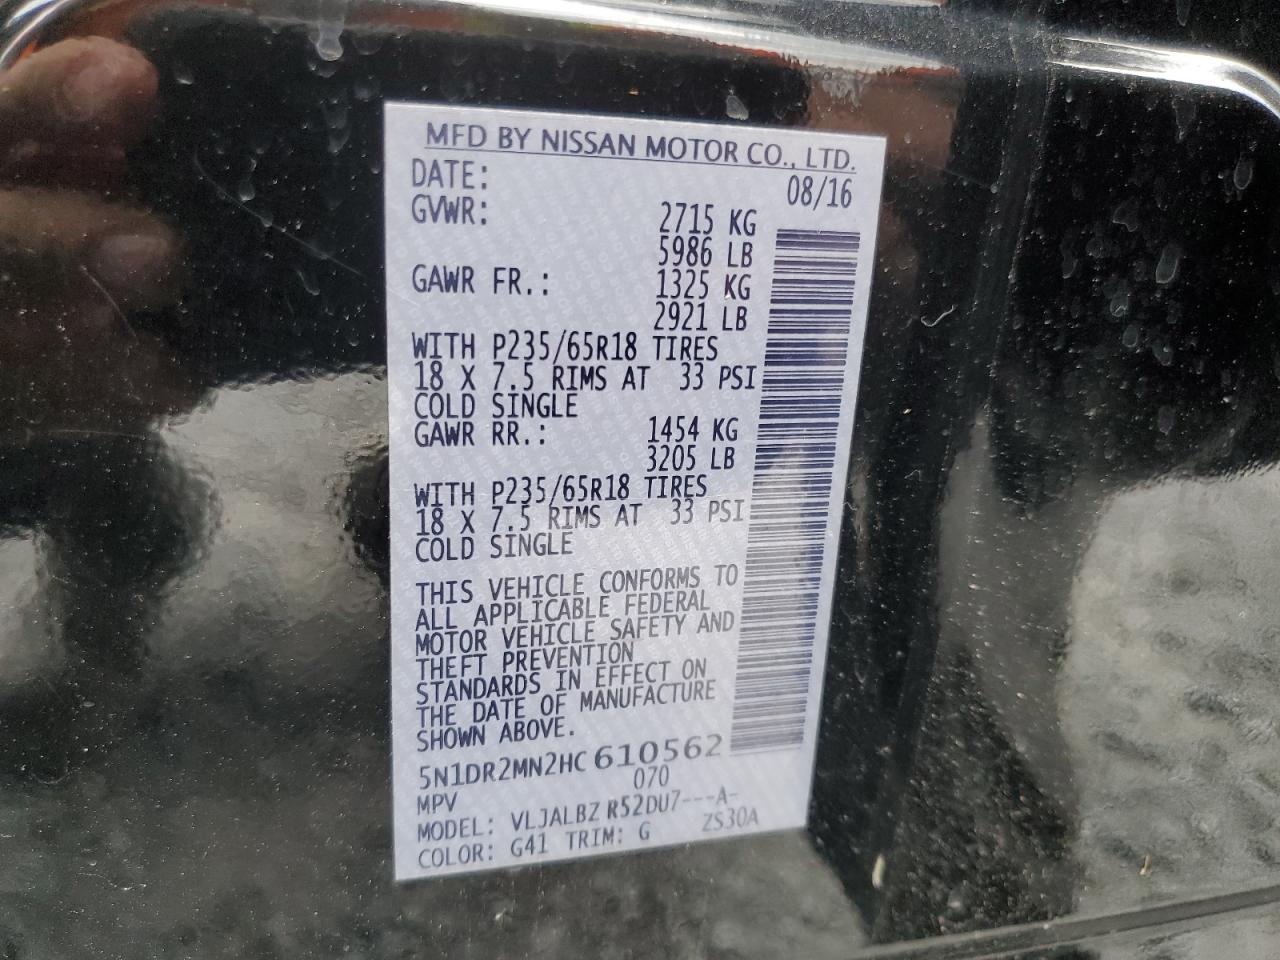 MFD BY NISSAN MOTOR CO., LTD.
DATE: 08/16
GVWR: 2715 KG
5986 LB
GAWR FR.: 1325 KG
2921 LB
WITH P235/65R18 TIRES
18 X 7.5 RIMS AT 33 PSI
COLD SINGLE
GAWR RR.: 1454 KG
3205 LB
WITH P235/65R18 TIRES
18 X 7.5 RIMS AT 33 PSI
COLD SINGLE
THIS VEHICLE CONFORMS TO
ALL APPLICABLE FEDERAL
MOTOR VEHICLE SAFETY AND
THEFT PREVENTION
STANDARDS IN EFFECT ON
THE DATE OF MANUFACTURE
SHOWN ABOVE.
5N1DR2MN2HC610562
MPV 070
MODEL: VLJALBZ R52DU7---A-
COLOR: G41 TRIM: G ZS30A